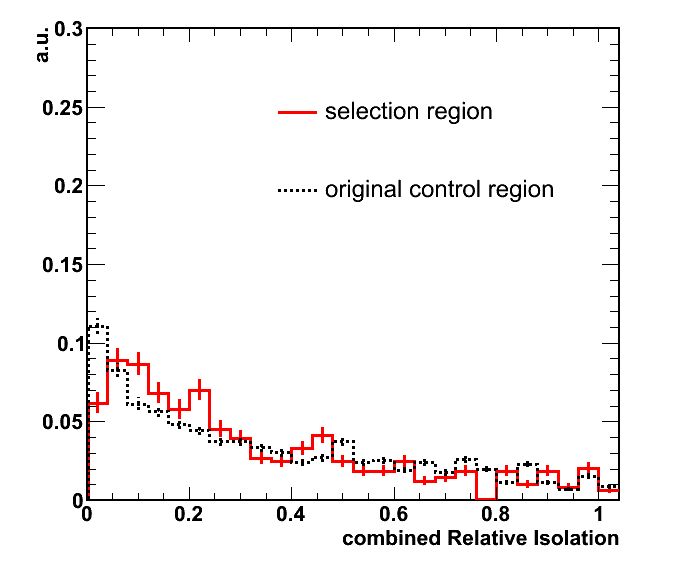 a.u.
0.3
0.25
0.2
0.15
0.1
0.05
0
selection region
original control region
0 0.2 0.4 0.6 0.8 1
combined Relative Isolation